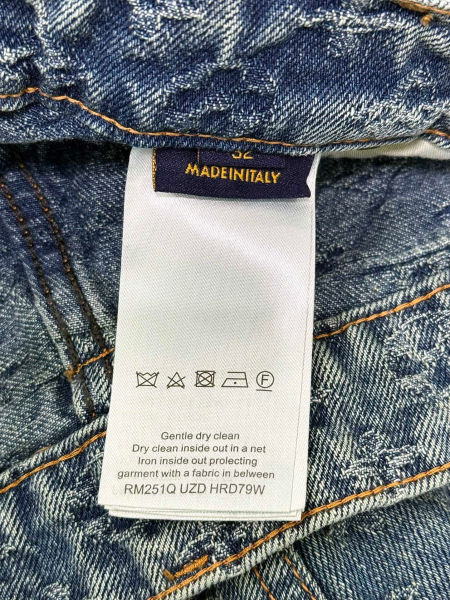 32
MADEINITALY
F
Gentle dry clean
Dry clean inside out in a net
Iron inside out protecting
garment with a fabric in between
RM251Q UZD HRD79W